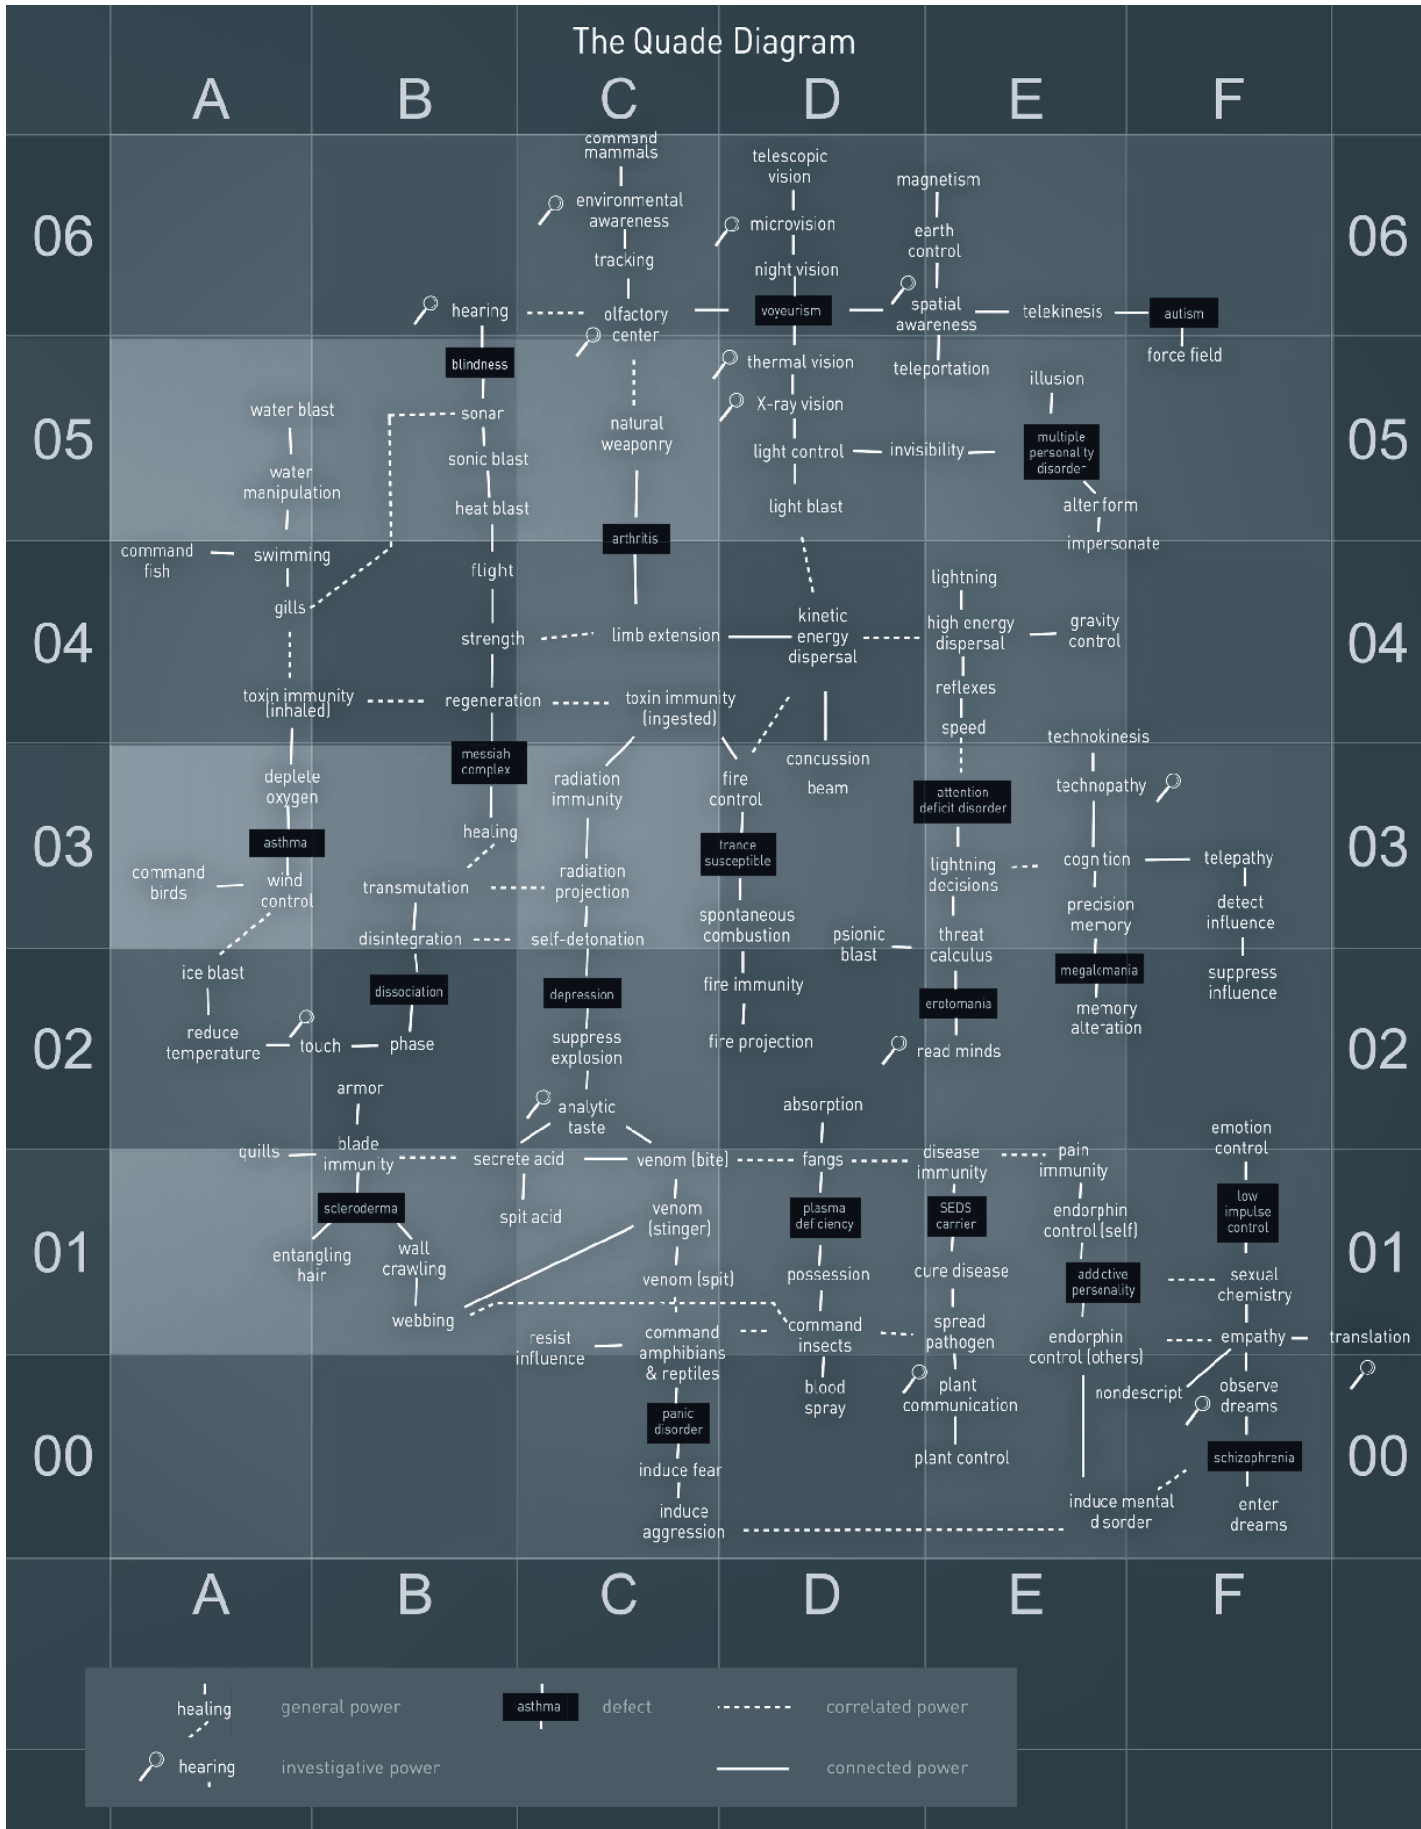 The Quade Diagram
A B C D E F
06
command
mammals
environmental
awareness
tracking
hearing
olfactory
center
telescopic
vision
microvision
night vision
voyeurism
magnetism
earth
control
spatial
awareness
telekinesis
autism
06
05
blindness
water blast
sonar
water
manipulation
sonic blast
heat blast
natural
weaponry
arthritis
thermal vision
X-ray vision
light control
invisibility
light blast
teleportation
force field
illusion
multiple
personality
disorder
alter form
impersonate
05
04
command
fish
swimming
gills
toxin immunity
(inhaled)
flight
strength
regeneration
limb extension
toxin immunity
(ingested)
kinetic
energy
dispersal
lightning
high energy
dispersal
gravity
control
reflexes
speed
technokinesis
04
03
deplete
oxygen
asthma
command
birds
wind
control
messiah
complex
healing
transmutation
disintegration
radiation
immunity
radiation
projection
self-detonation
fire
control
trance
susceptible
spontaneous
combustion
concussion
beam
psionic
blast
attention
deficit disorder
lightning
decisions
threat
calculus
technopathy
cogn tion
precision
memory
telepathy
detect
influence
03
02
ice blast
reduce
temperature
touch
dissociation
phase
armor
depression
suppress
explosion
analytic
taste
fire immunity
fire projection
absorption
erotomania
read minds
megalomania
memory
alteration
suppress
influence
emotion
control
02
01
quills
blade
immunity
scleroderma
entangling
hair
wall
crawling
webbing
secrete acid
spit acid
venom (bite)
venom
(stinger)
venom (spit)
resist
influence
command
amphibians
& reptiles
fangs
plasma
def ciency
possession
command
insects
disease
immunity
SEDS
carrier
cure disease
spread
pathogen
pain
immunity
endorphin
control (self)
addictive
personality
endorphin
control (others)
low
impulse
control
sexual
chemistry
empathy
translation
01
00
panic
disorder
induce fear
induce
aggression
blood
spray
plant
communication
plant control
nondescript
observe
dreams
schizophrenia
induce mental
d sorder
enter
dreams
00
A B C D E F
healing general power
asthma defect
correlated power
hearing investigative power
connected power